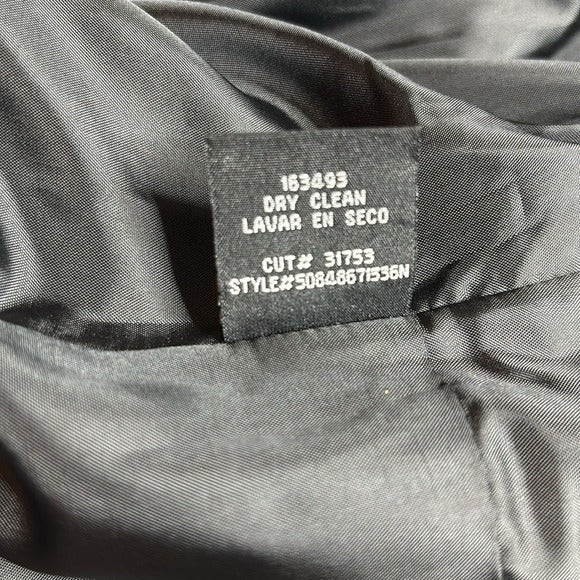 163493
DRY CLEAN
LAVAR EN SECO
CUT# 31753
STYLE#50848671536N